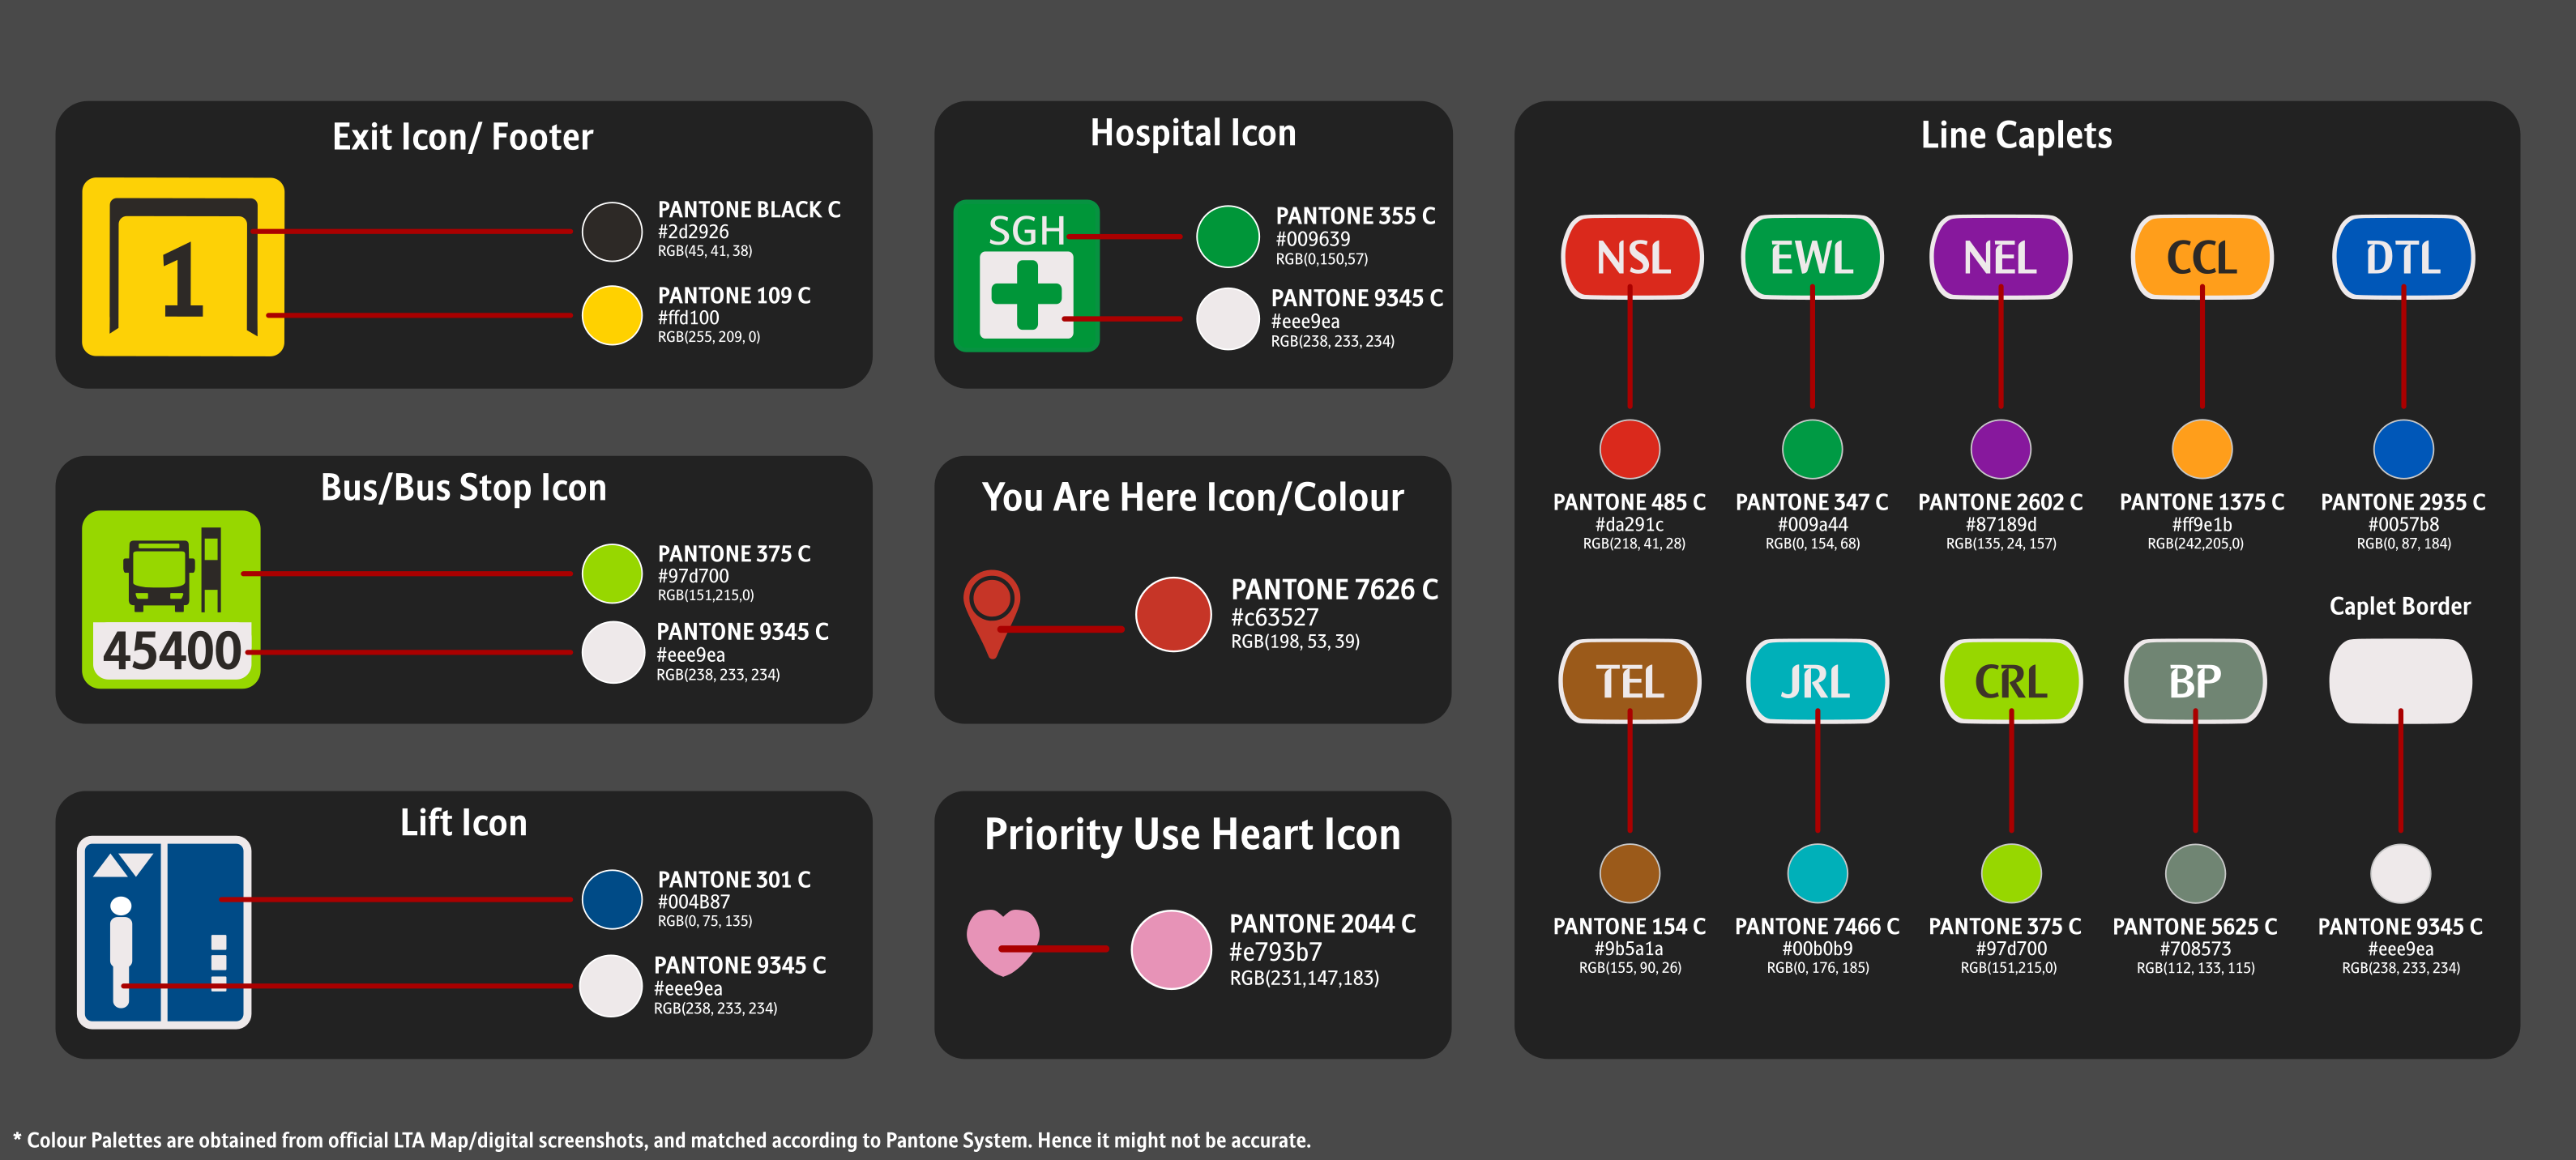 Exit Icon/ Footer
1
PANTONE BLACK C
#2d2926
RGB(45, 41, 38)
PANTONE 109 C
#ffd100
RGB(255, 209, 0)
Hospital Icon
SGH
PANTONE 355 C
#009639
RGB(0,150,57)
PANTONE 9345 C
#eee9ea
RGB(238, 233, 234)
Bus/Bus Stop Icon
45400
PANTONE 375 C
#97d700
RGB(151,215,0)
PANTONE 9345 C
#eee9ea
RGB(238, 233, 234)
You Are Here Icon/Colour
PANTONE 7626 C
#c63527
RGB(198, 53, 39)
Lift Icon
PANTONE 301 C
#004B87
RGB(0, 75, 135)
PANTONE 9345 C
#eee9ea
RGB(238, 233, 234)
Priority Use Heart Icon
PANTONE 2044 C
#e793b7
RGB(231,147,183)
Line Caplets
NSL
EWL
NEL
CCL
DTL
PANTONE 485 C
#da291c
RGB(218, 41, 28)
PANTONE 347 C
#009a44
RGB(0, 154, 68)
PANTONE 2602 C
#87189d
RGB(135, 24, 157)
PANTONE 1375 C
#ff9e1b
RGB(242,205,0)
PANTONE 2935 C
#0057b8
RGB(0, 87, 184)
Caplet Border
TEL
JRL
CRL
BP
PANTONE 154 C
#9b5a1a
RGB(155, 90, 26)
PANTONE 7466 C
#00b0b9
RGB(0, 176, 185)
PANTONE 375 C
#97d700
RGB(151,215,0)
PANTONE 5625 C
#708573
RGB(112, 133, 115)
PANTONE 9345 C
#eee9ea
RGB(238, 233, 234)
* Colour Palettes are obtained from official LTA Map/digital screenshots, and matched according to Pantone System. Hence it might not be accurate.